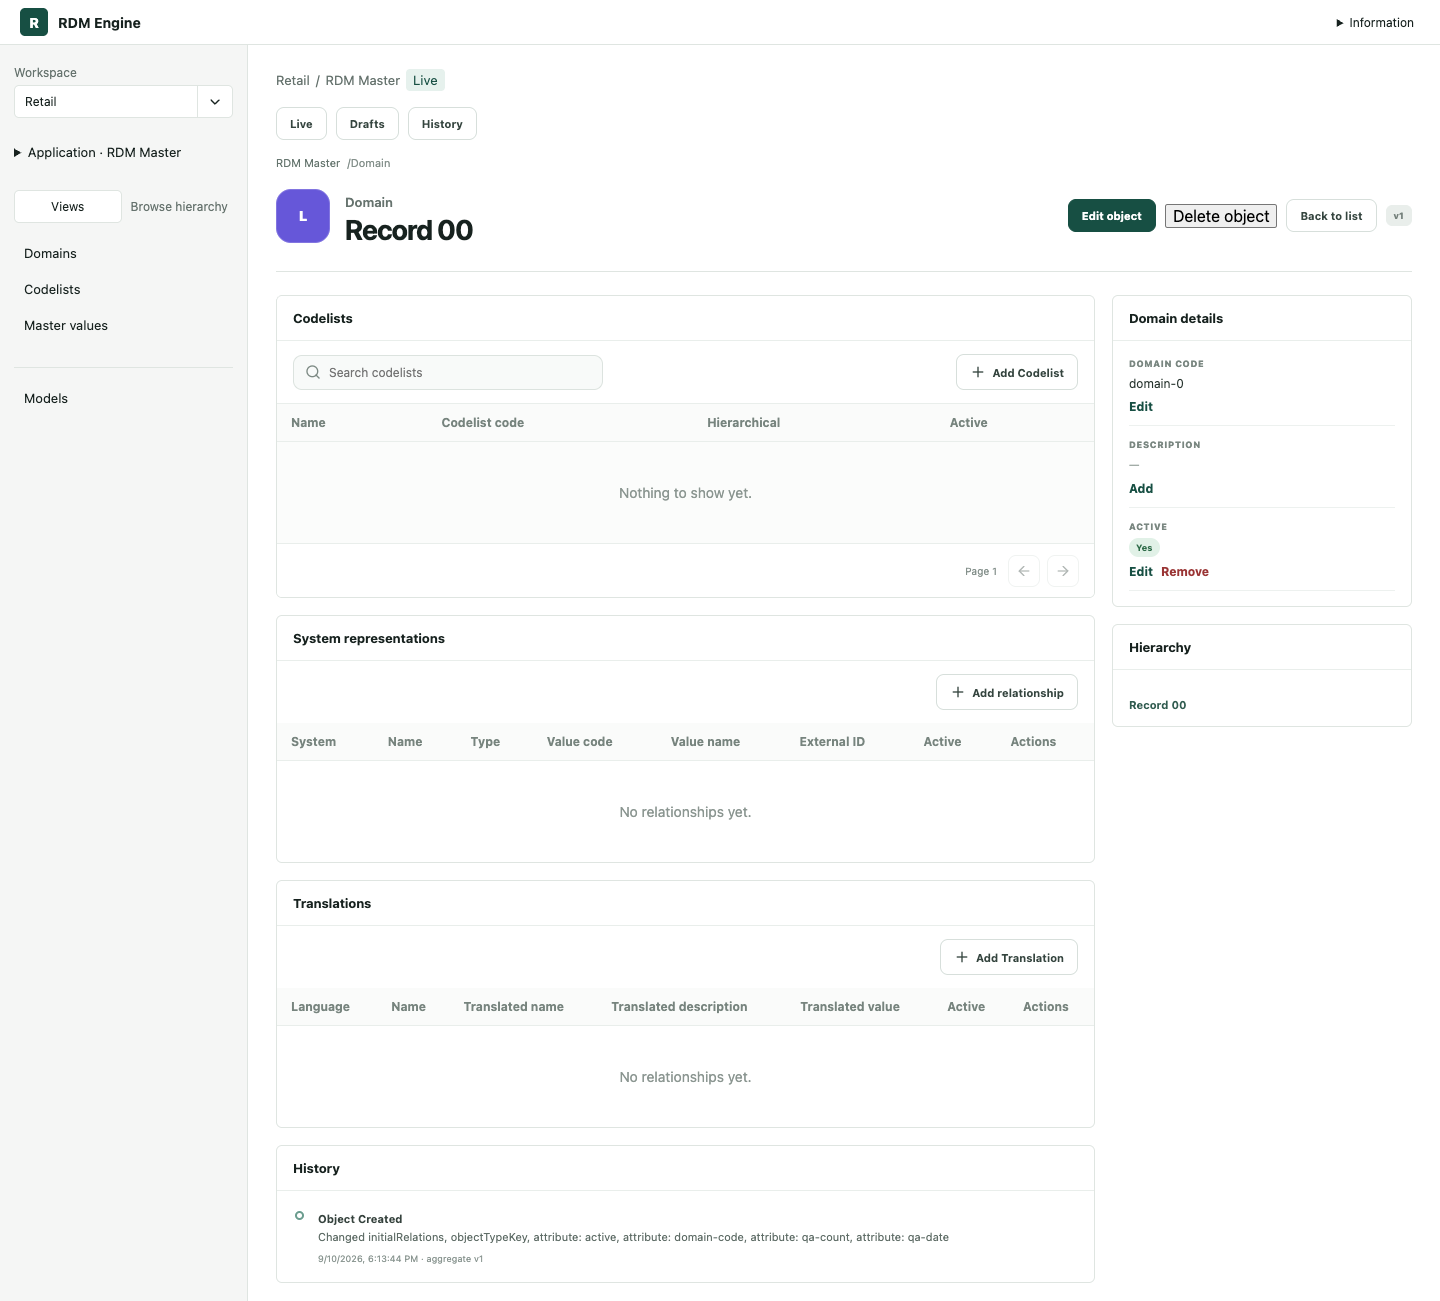 R RDM Engine
Information
Workspace
Retail
Application · RDM Master
Views
Browse hierarchy
Domains
Codelists
Master values
Models
Retail / RDM Master Live
Live
Drafts
History
RDM Master /Domain
L
Domain
Record 00
Edit object
Delete object
Back to list
v1
Codelists
Search codelists
Add Codelist
Name Codelist code Hierarchical Active
Nothing to show yet.
Page 1
System representations
Add relationship
System Name Type Value code Value name External ID Active Actions
No relationships yet.
Translations
Add Translation
Language Name Translated name Translated description Translated value Active Actions
No relationships yet.
History
Object Created
Changed initialRelations, objectTypeKey, attribute: active, attribute: domain-code, attribute: qa-count, attribute: qa-date
9/10/2026, 6:13:44 PM · aggregate v1
Domain details
DOMAIN CODE
domain-0
Edit
DESCRIPTION
—
Add
ACTIVE
Yes
Edit Remove
Hierarchy
Record 00